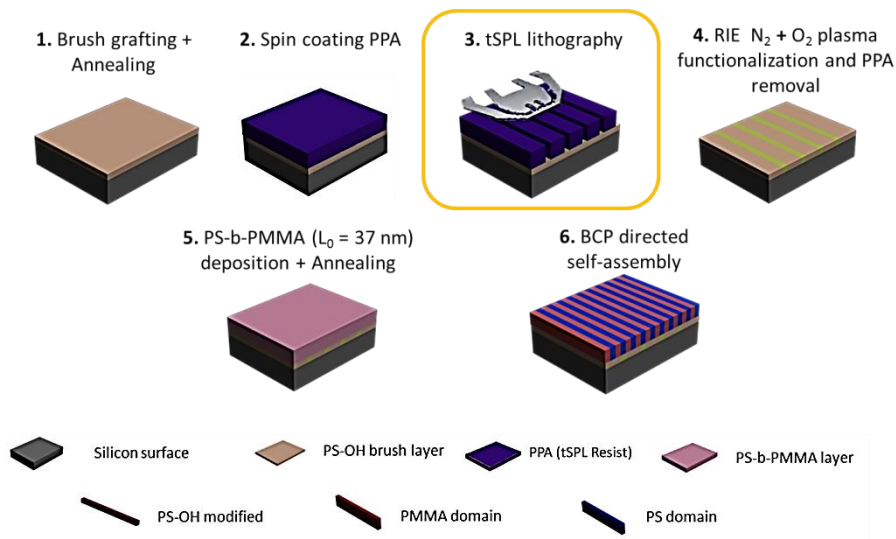 1. Brush grafting +
Annealing
2. Spin coating PPA
3. tSPL lithography
4. RIE N₂ + O₂ plasma
functionalization and PPA
removal
5. PS-b-PMMA (L₀ = 37 nm)
deposition + Annealing
6. BCP directed
self-assembly
Silicon surface
PS-OH brush layer
PPA (tSPL Resist)
PS-b-PMMA layer
PS-OH modified
PMMA domain
PS domain